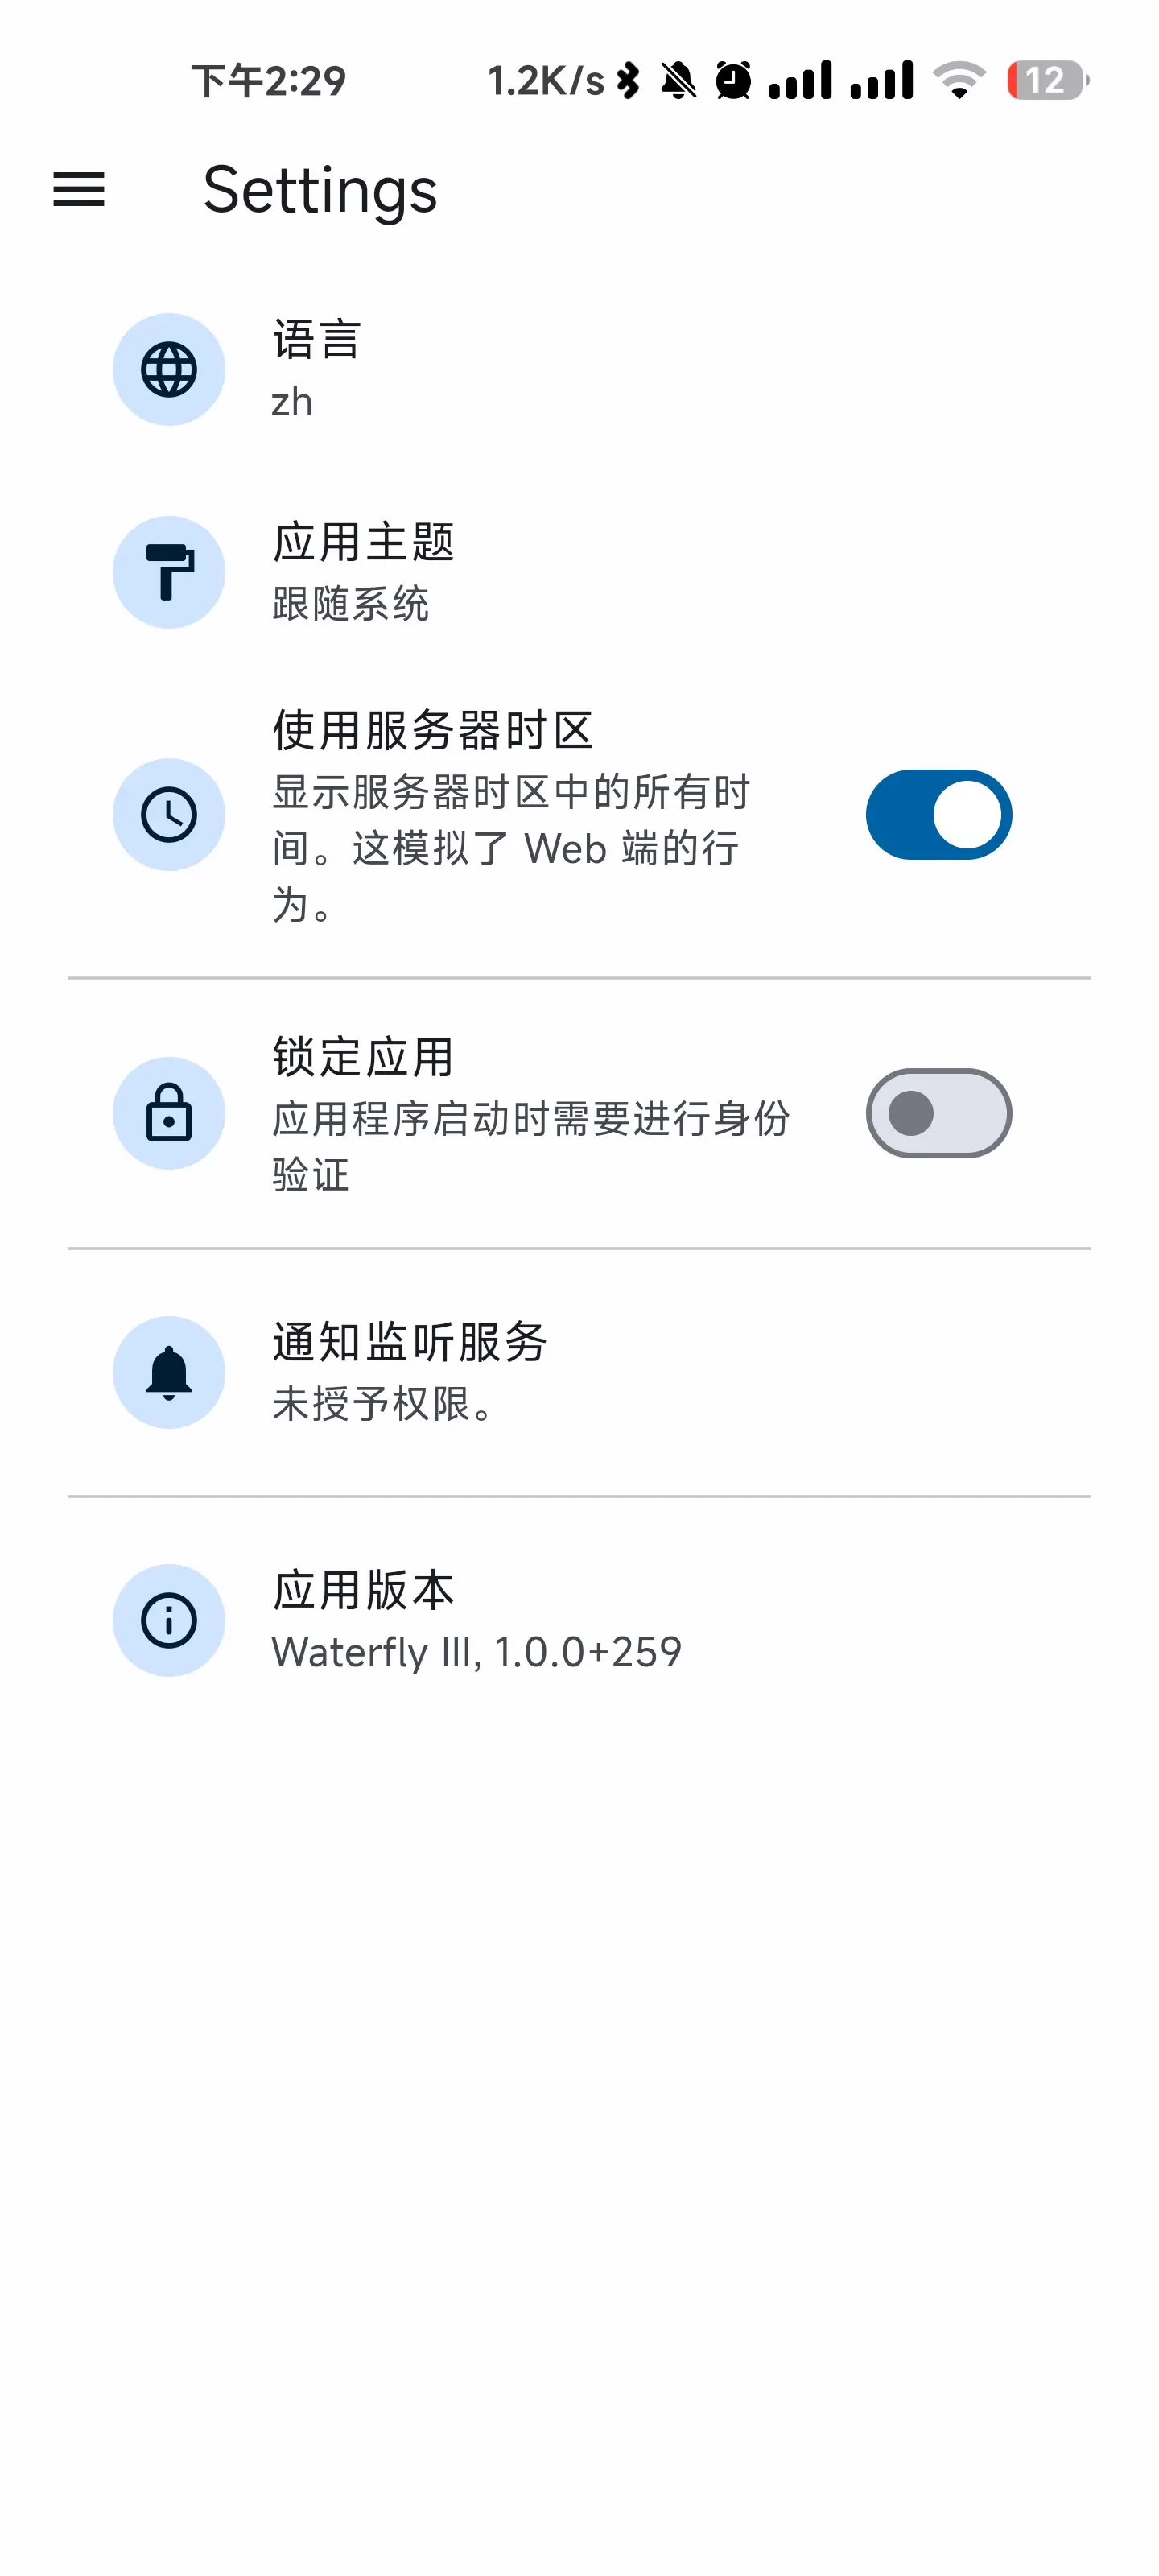 下午2:29
1.2K/s
12
Settings
语言
zh
应用主题
跟随系统
使用服务器时区
显示服务器时区中的所有时
间。这模拟了 Web 端的行
为。
锁定应用
应用程序启动时需要进行身份
验证
通知监听服务
未授予权限。
应用版本
Waterfly III, 1.0.0+259